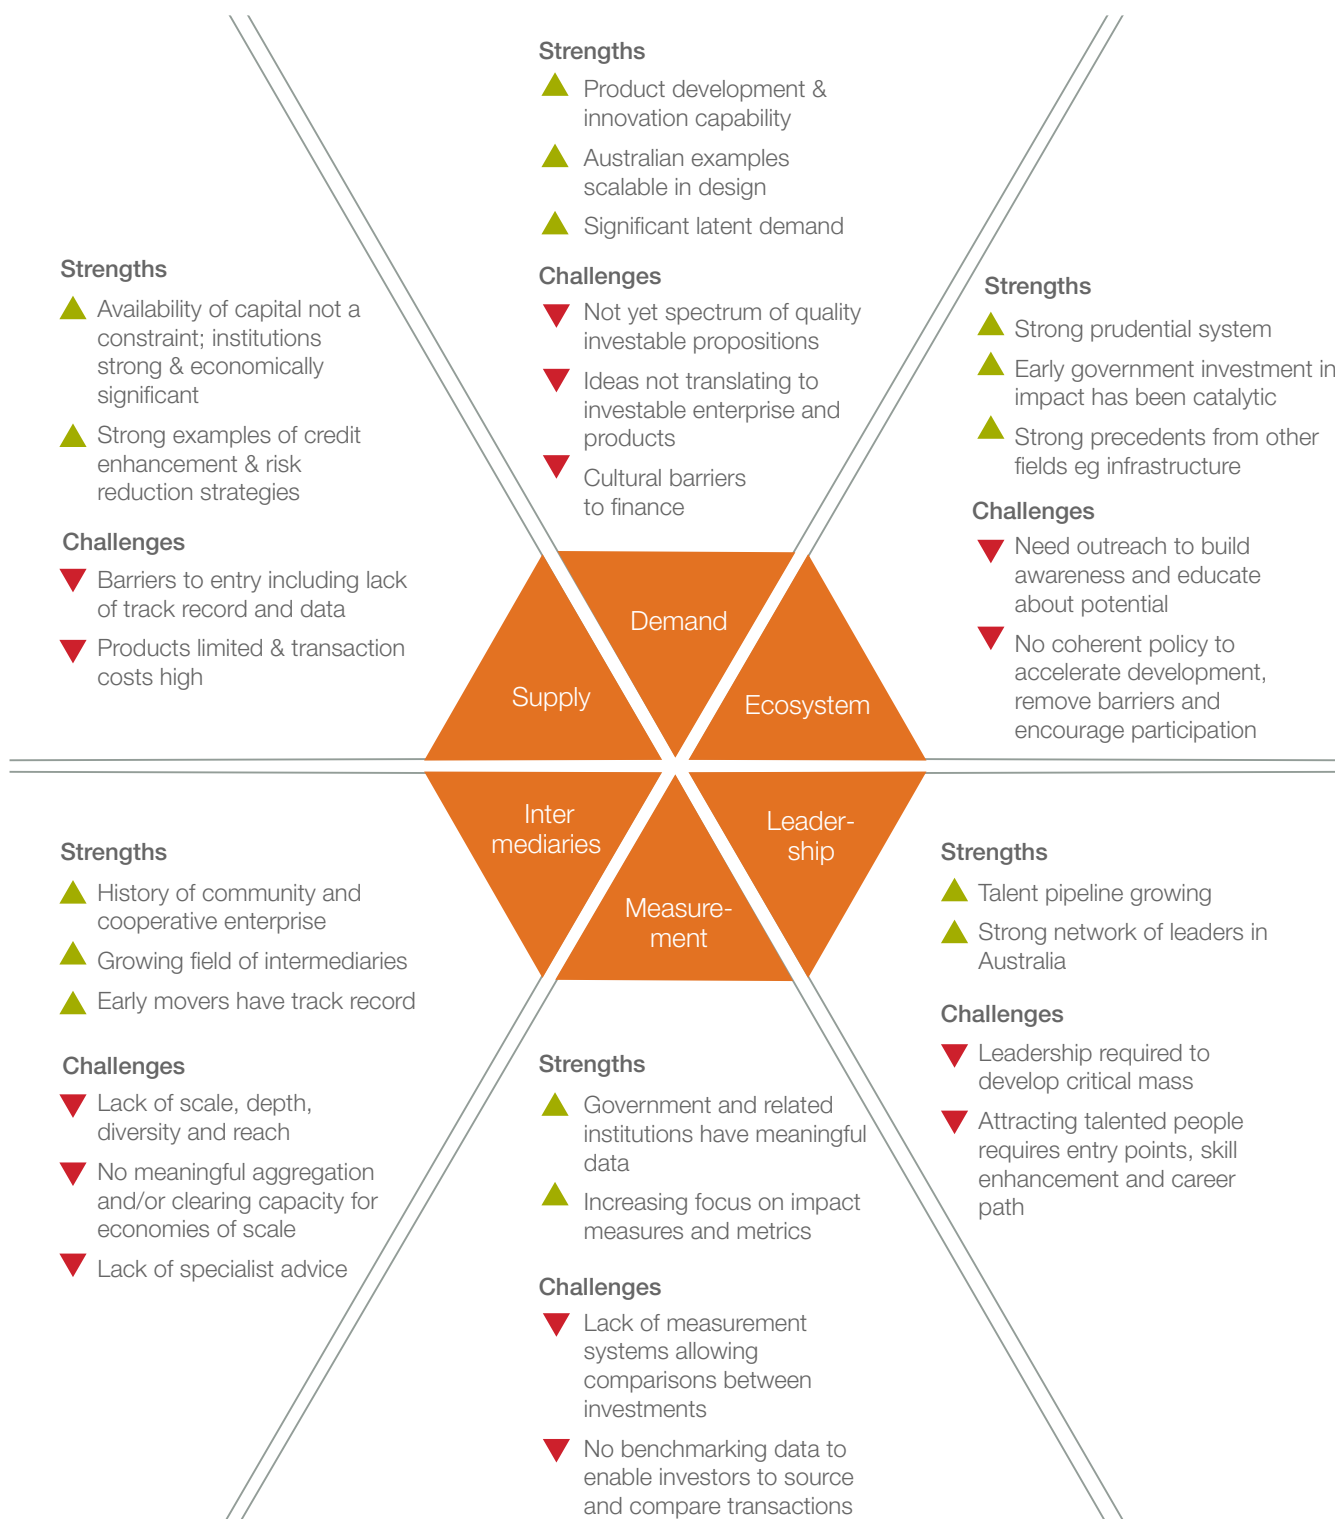 Strengths
Product development &
innovation capability
Australian examples
scalable in design
Significant latent demand
Challenges
Not yet spectrum of quality
investable propositions
Ideas not translating to
investable enterprise and
products
Cultural barriers
to finance
Strengths
Availability of capital not a
constraint; institutions
strong & economically
significant
Strong examples of credit
enhancement & risk
reduction strategies
Challenges
Barriers to entry including lack
of track record and data
Products limited & transaction
costs high
Strengths
Strong prudential system
Early government investment in
impact has been catalytic
Strong precedents from other
fields eg infrastructure
Challenges
Need outreach to build
awareness and educate
about potential
No coherent policy to
accelerate development,
remove barriers and
encourage participation
Demand
Supply
Ecosystem
Inter
mediaries
Leader-
ship
Measure-
ment
Strengths
History of community and
cooperative enterprise
Growing field of intermediaries
Early movers have track record
Challenges
Lack of scale, depth,
diversity and reach
No meaningful aggregation
and/or clearing capacity for
economies of scale
Lack of specialist advice
Strengths
Government and related
institutions have meaningful
data
Increasing focus on impact
measures and metrics
Challenges
Lack of measurement
systems allowing
comparisons between
investments
No benchmarking data to
enable investors to source
and compare transactions
Strengths
Talent pipeline growing
Strong network of leaders in
Australia
Challenges
Leadership required to
develop critical mass
Attracting talented people
requires entry points, skill
enhancement and career
path